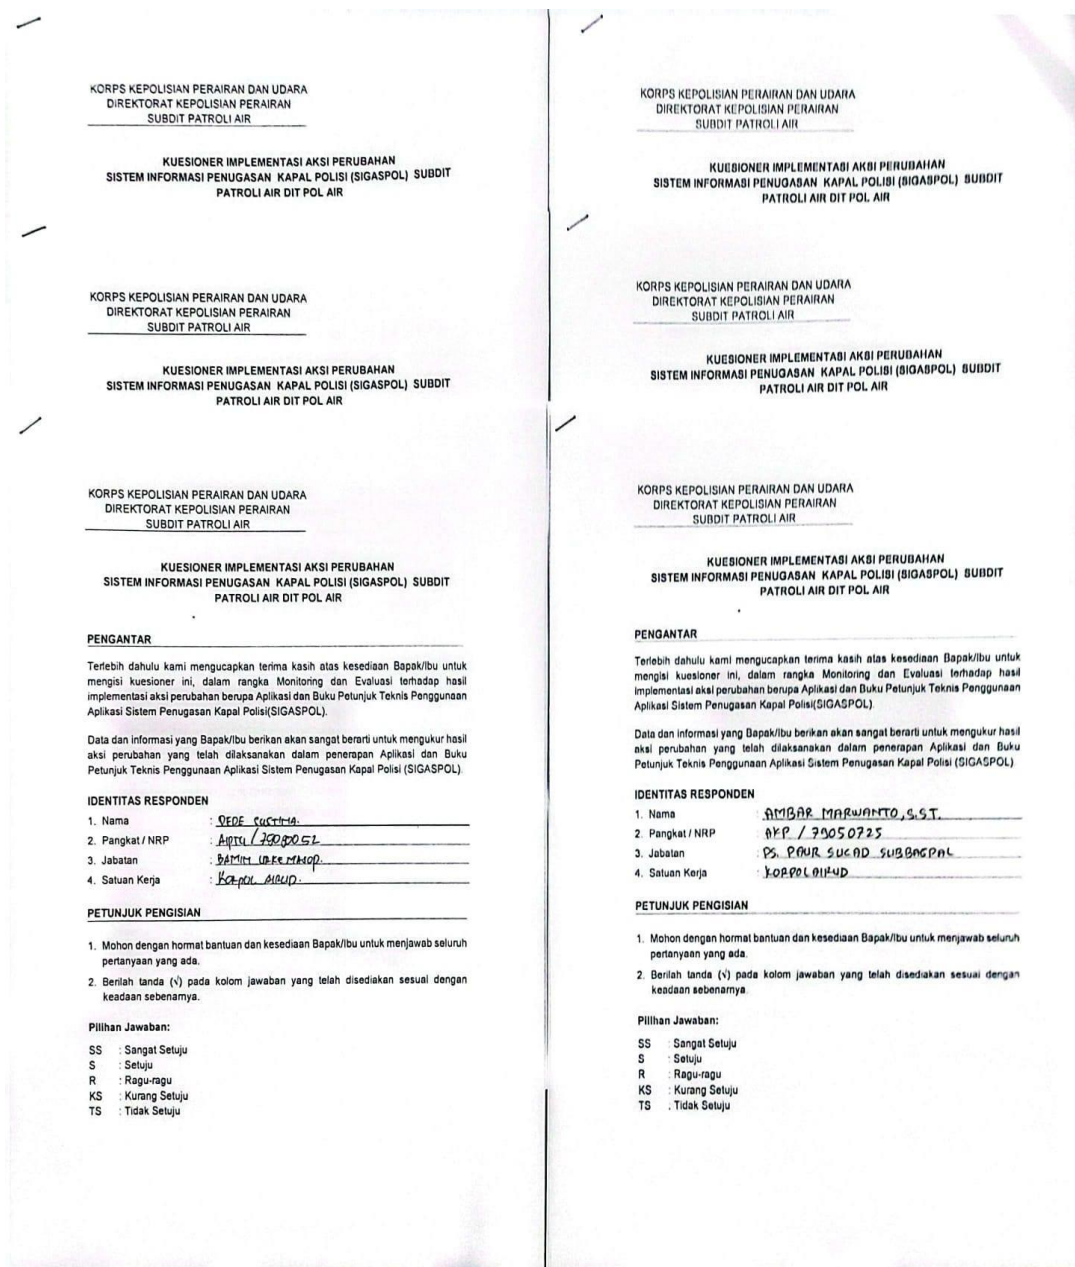 KORPS KEPOLISIAN PERAIRAN DAN UDARA
DIREKTORAT KEPOLISIAN PERAIRAN
SUBDIT PATROLI AIR
KUESIONER IMPLEMENTASI AKSI PERUBAHAN
SISTEM INFORMASI PENUGASAN KAPAL POLISI (SIGASPOL) SUBDIT
PATROLI AIR DIT POL AIR
KORPS KEPOLISIAN PERAIRAN DAN UDARA
DIREKTORAT KEPOLISIAN PERAIRAN
SUBDIT PATROLI AIR
KUESIONER IMPLEMENTASI AKSI PERUBAHAN
SISTEM INFORMASI PENUGASAN KAPAL POLISI (SIGASPOL) SUBDIT
PATROLI AIR DIT POL AIR
KORPS KEPOLISIAN PERAIRAN DAN UDARA
DIREKTORAT KEPOLISIAN PERAIRAN
SUBDIT PATROLI AIR
KUESIONER IMPLEMENTASI AKSI PERUBAHAN
SISTEM INFORMASI PENUGASAN KAPAL POLISI (SIGASPOL) SUBDIT
PATROLI AIR DIT POL AIR
PENGANTAR
Terlebih dahulu kami mengucapkan terima kasih atas kesediaan Bapak/Ibu untuk
mengisi kuesioner ini, dalam rangka Monitoring dan Evaluasi terhadap hasil
implementasi aksi perubahan berupa Aplikasi dan Buku Petunjuk Teknis Penggunaan
Aplikasi Sistem Penugasan Kapal Polisi(SIGASPOL).
Data dan informasi yang Bapak/Ibu berikan akan sangat berarti untuk mengukur hasil
aksi perubahan yang telah dilaksanakan dalam penerapan Aplikasi dan Buku
Petunjuk Teknis Penggunaan Aplikasi Sistem Penugasan Kapal Polisi (SIGASPOL).
IDENTITAS RESPONDEN
1. Nama : DEDE
2. Pangkat / NRP : AIPTU / 79080052
3. Jabatan : BAMIN
4. Satuan Kerja :
PETUNJUK PENGISIAN
1. Mohon dengan hormat bantuan dan kesediaan Bapak/Ibu untuk menjawab seluruh
pertanyaan yang ada.
2. Berilah tanda (√) pada kolom jawaban yang telah disediakan sesuai dengan
keadaan sebenarnya.
Pilihan Jawaban:
SS : Sangat Setuju
S : Setuju
R : Ragu-ragu
KS : Kurang Setuju
TS : Tidak Setuju
KORPS KEPOLISIAN PERAIRAN DAN UDARA
DIREKTORAT KEPOLISIAN PERAIRAN
SUBDIT PATROLI AIR
KUESIONER IMPLEMENTASI AKSI PERUBAHAN
SISTEM INFORMASI PENUGASAN KAPAL POLISI (SIGASPOL) SUBDIT
PATROLI AIR DIT POL AIR
KORPS KEPOLISIAN PERAIRAN DAN UDARA
DIREKTORAT KEPOLISIAN PERAIRAN
SUBDIT PATROLI AIR
KUESIONER IMPLEMENTASI AKSI PERUBAHAN
SISTEM INFORMASI PENUGASAN KAPAL POLISI (SIGASPOL) SUBDIT
PATROLI AIR DIT POL AIR
KORPS KEPOLISIAN PERAIRAN DAN UDARA
DIREKTORAT KEPOLISIAN PERAIRAN
SUBDIT PATROLI AIR
KUESIONER IMPLEMENTASI AKSI PERUBAHAN
SISTEM INFORMASI PENUGASAN KAPAL POLISI (SIGASPOL) SUBDIT
PATROLI AIR DIT POL AIR
PENGANTAR
Terlebih dahulu kami mengucapkan terima kasih atas kesediaan Bapak/Ibu untuk
mengisi kuesioner ini, dalam rangka Monitoring dan Evaluasi terhadap hasil
implementasi aksi perubahan berupa Aplikasi dan Buku Petunjuk Teknis Penggunaan
Aplikasi Sistem Penugasan Kapal Polisi(SIGASPOL).
Data dan informasi yang Bapak/Ibu berikan akan sangat berarti untuk mengukur hasil
aksi perubahan yang telah dilaksanakan dalam penerapan Aplikasi dan Buku
Petunjuk Teknis Penggunaan Aplikasi Sistem Penugasan Kapal Polisi (SIGASPOL)
IDENTITAS RESPONDEN
1. Nama : AMBAR MARWANTO, S.ST.
2. Pangkat / NRP : AKP / 79050725
3. Jabatan : PS. PAUR SUCAD SUBBAGPAL
4. Satuan Kerja : KORPOLAIRUD
PETUNJUK PENGISIAN
1. Mohon dengan hormat bantuan dan kesediaan Bapak/Ibu untuk menjawab seluruh
pertanyaan yang ada.
2. Berilah tanda (√) pada kolom jawaban yang telah disediakan sesuai dengan
keadaan sebenarnya.
Pilihan Jawaban:
SS : Sangat Setuju
S : Setuju
R : Ragu-ragu
KS : Kurang Setuju
TS : Tidak Setuju